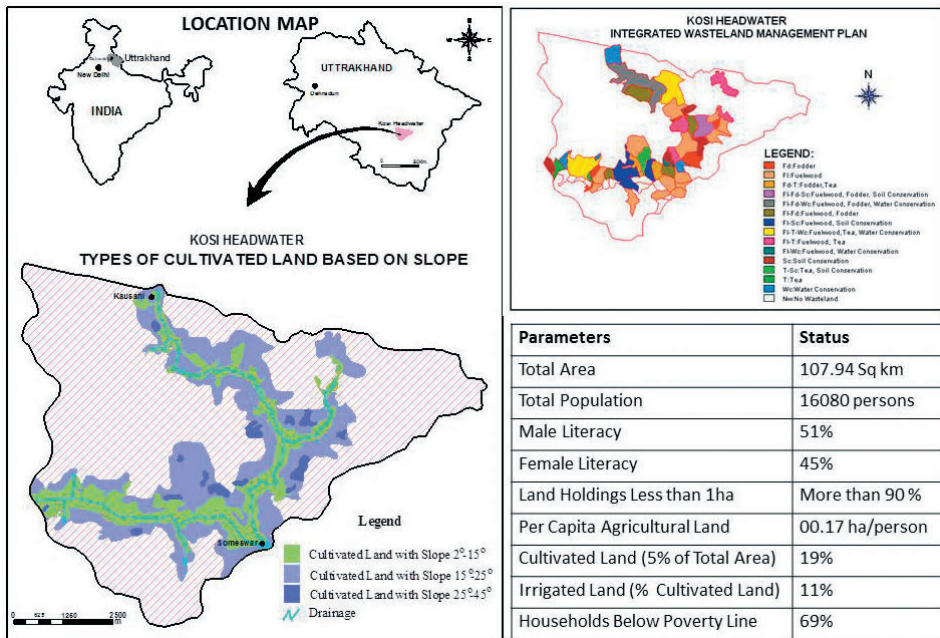 LOCATION MAP
Uttrakhand
New Delhi
INDIA
UTTRAKHAND
Dehradun
Kosi Headwater
0
KOSI HEADWATER
TYPES OF CULTIVATED LAND BASED ON SLOPE
Kausani
Someswar
Legend
Cultivated Land with Slope 2°-15°
Cultivated Land with Slope 15°-25°
Cultivated Land with Slope 25°-45°
Drainage
0 625 1250 2500
m
KOSI HEADWATER
INTEGRATED WASTELAND MANAGEMENT PLAN
N
LEGEND:
Fd:Fodder
Fl:Fuelwood
Fd-T:Fodder,Tea
Fl-Fd-Sc:Fuelwood, Fodder, Soil Conservation
Fl-Fd-Wc:Fuelwood, Fodder, Water Conservation
Fl-Fd:Fuelwood, Fodder
Fl-Sc:Fuelwood, Soil Conservation
Fl-T-Wc:Fuelwood,Tea, Water Conservation
Fl-T:Fuelwood, Tea
Fl-Wc:Fuelwood, Water Conservation
Sc:Soil Conservation
T-Sc:Tea, Soil Conservation
T:Tea
Wc:Water Conservation
Nw:No Wasteland
Parameters Status
Total Area 107.94 Sq km
Total Population 16080 persons
Male Literacy 51%
Female Literacy 45%
Land Holdings Less than 1ha More than 90 %
Per Capita Agricultural Land 00.17 ha/person
Cultivated Land (5% of Total Area) 19%
Irrigated Land (% Cultivated Land) 11%
Households Below Poverty Line 69%